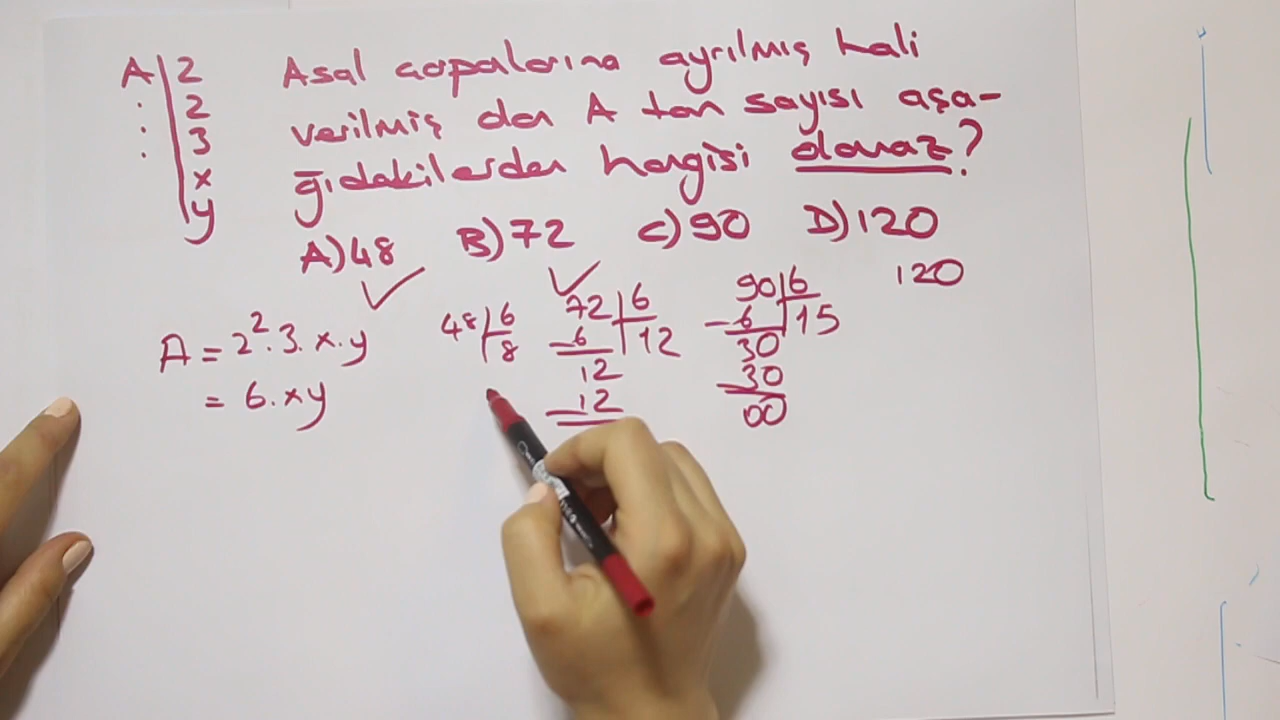 A | 2
. | 2
. | 3
. | x
y
Asal çarpanlarına ayrılmış hali
verilmiş olan A tam sayısı aşa-
ğıdakilerden hangisi olamaz?
A) 48 B) 72 C) 90 D) 120
A = 2².3.x.y
= 6.xy
48 | 6
8
72 | 6
- 6 | 12
12
12
90 | 6
- 6 | 15
30
- 30
00
120